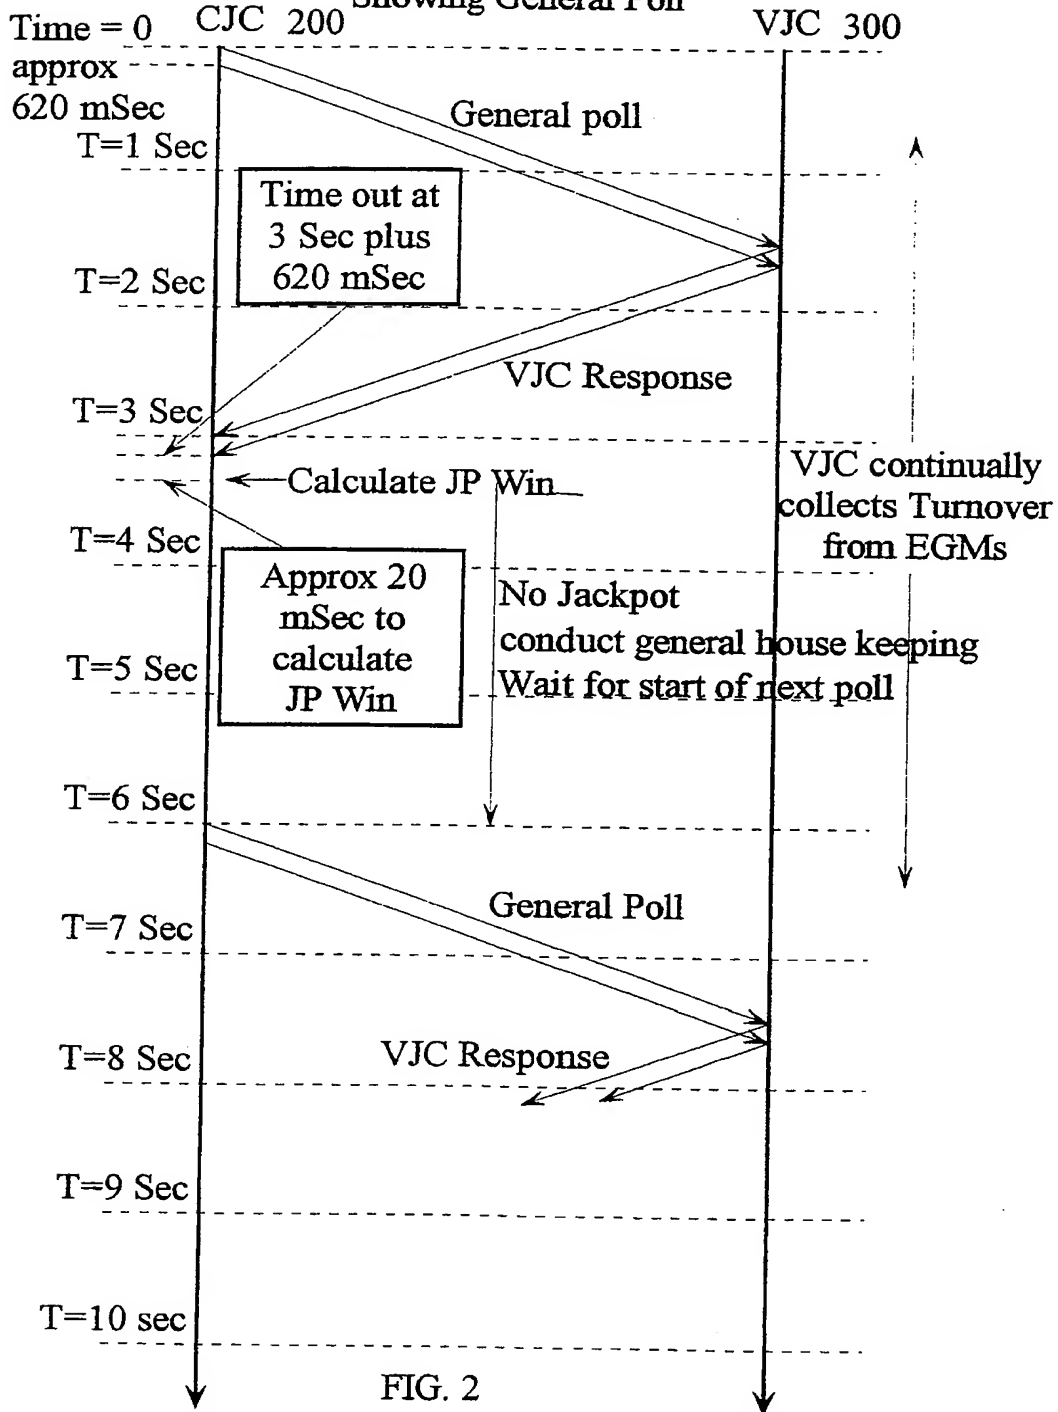 Showing General Poll
Time = 0
CJC 200
VJC 300
approx
620 mSec
General poll
T=1 Sec
Time out at
3 Sec plus
620 mSec
T=2 Sec
VJC Response
T=3 Sec
Calculate JP Win
VJC continually
collects Turnover
from EGMs
T=4 Sec
Approx 20
mSec to
calculate
JP Win
No Jackpot
conduct general house keeping
Wait for start of next poll
T=5 Sec
T=6 Sec
General Poll
T=7 Sec
VJC Response
T=8 Sec
T=9 Sec
T=10 sec
FIG. 2